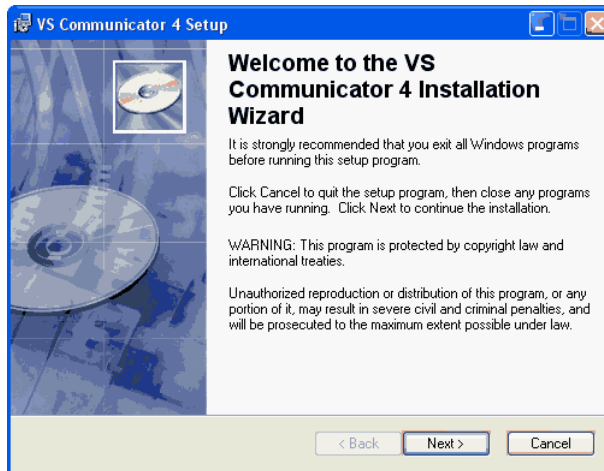 VS Communicator 4 Setup
Welcome to the VS
Communicator 4 Installation
Wizard
It is strongly recommended that you exit all Windows programs
before running this setup program.
Click Cancel to quit the setup program, then close any programs
you have running. Click Next to continue the installation.
WARNING: This program is protected by copyright law and
international treaties.
Unauthorized reproduction or distribution of this program, or any
portion of it, may result in severe civil and criminal penalties, and
will be prosecuted to the maximum extent possible under law.
< Back Next > Cancel